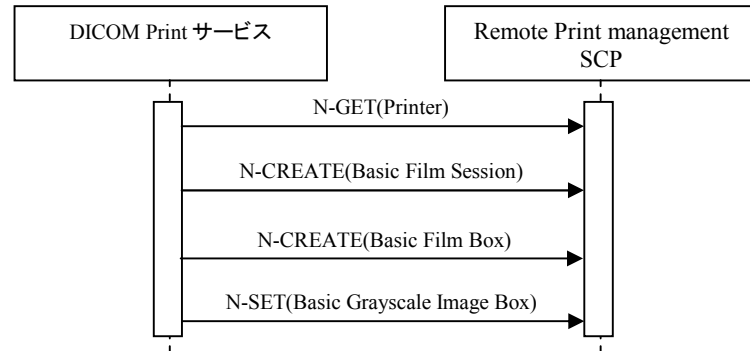 DICOM Print サービス
Remote Print management
SCP
N-GET(Printer)
N-CREATE(Basic Film Session)
N-CREATE(Basic Film Box)
N-SET(Basic Grayscale Image Box)